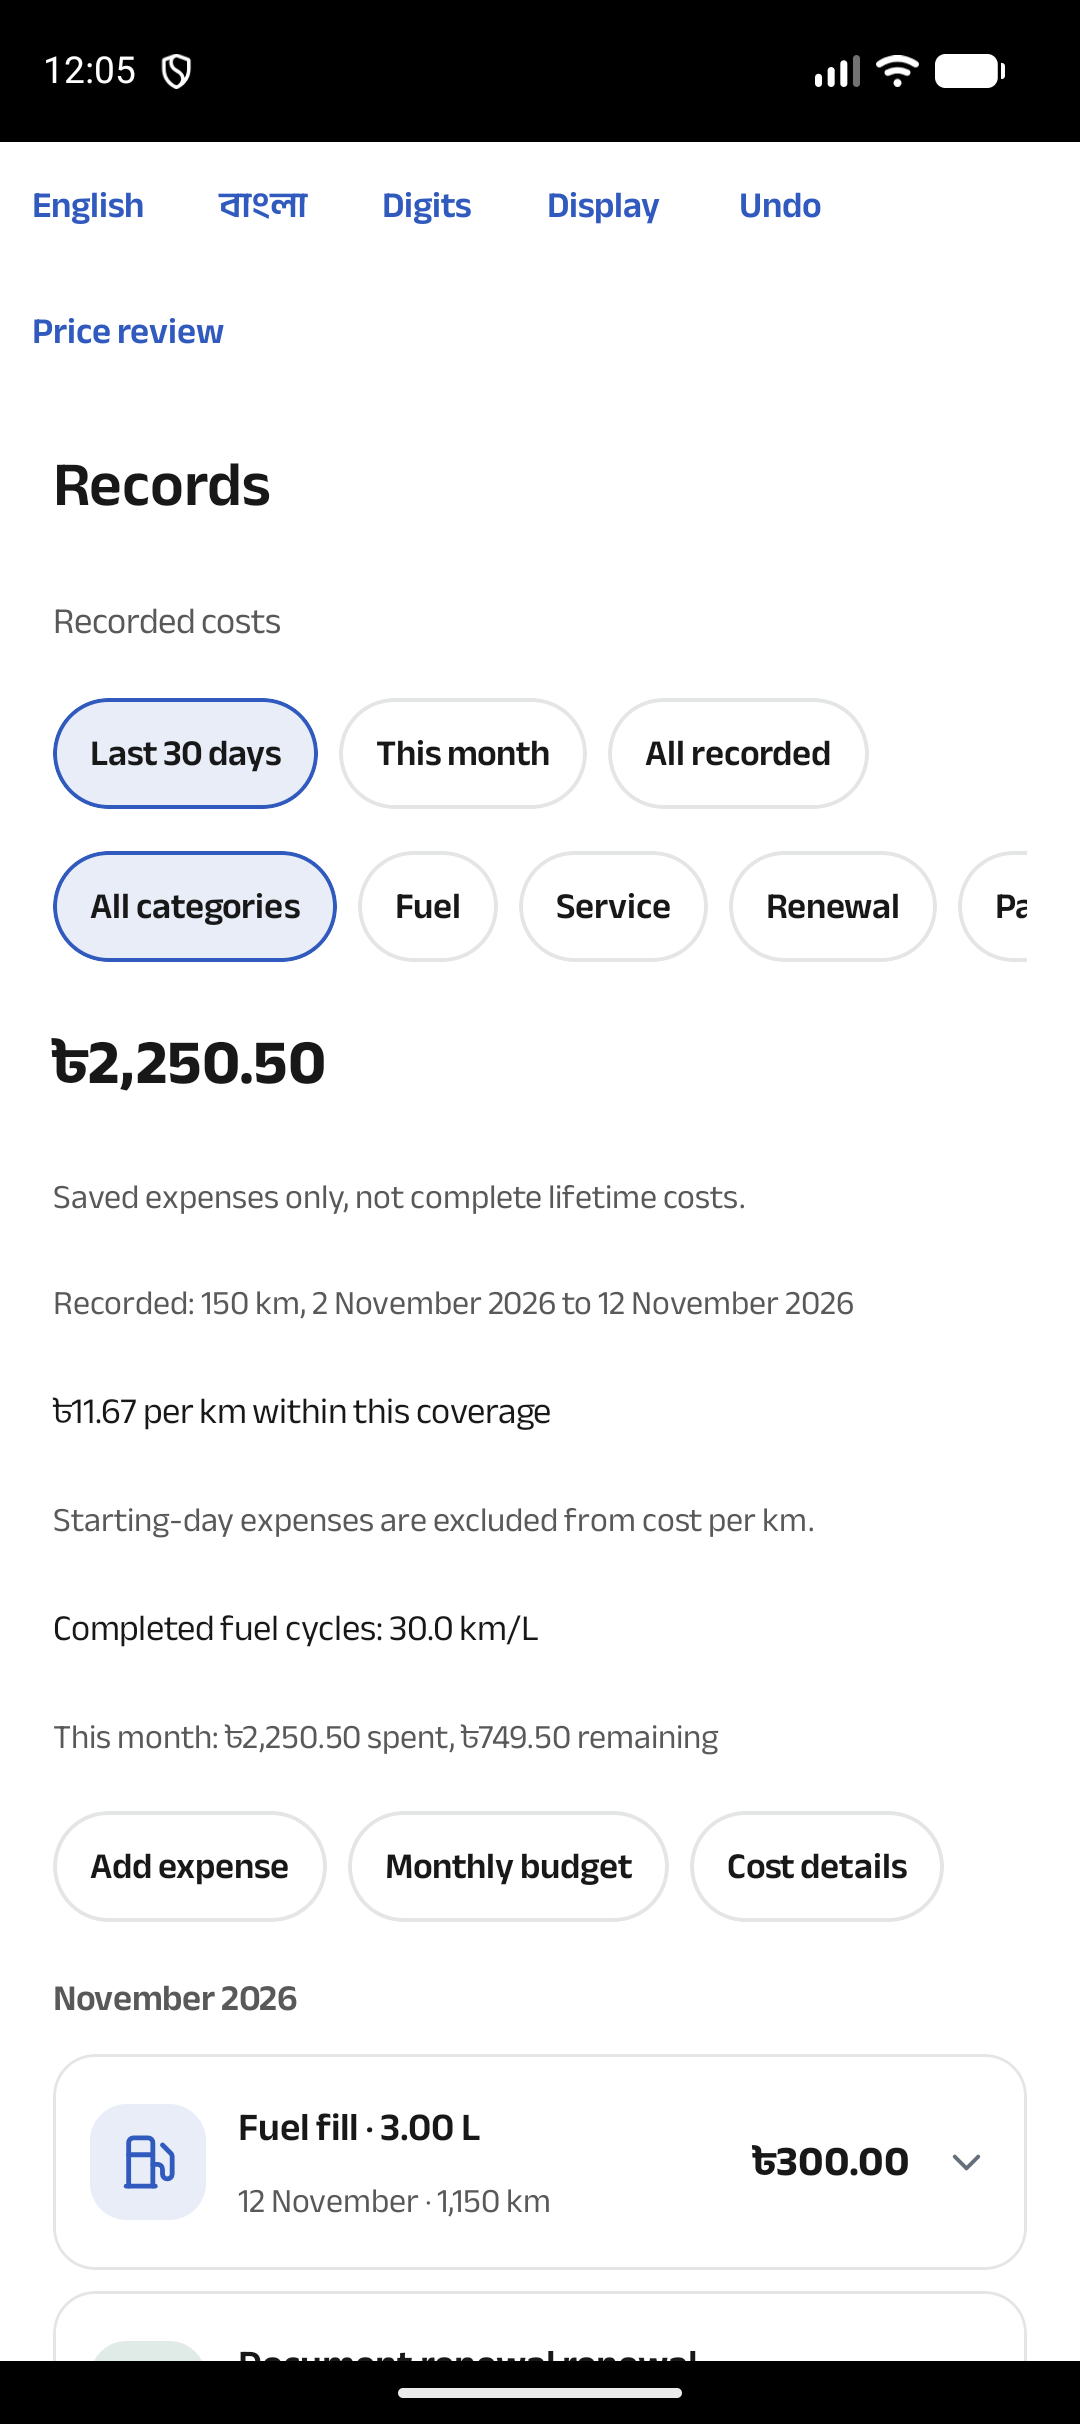 12:05
English বাংলা Digits Display Undo
Price review
Records
Recorded costs
Last 30 days This month All recorded
All categories Fuel Service Renewal Pa
৳2,250.50
Saved expenses only, not complete lifetime costs.
Recorded: 150 km, 2 November 2026 to 12 November 2026
৳11.67 per km within this coverage
Starting-day expenses are excluded from cost per km.
Completed fuel cycles: 30.0 km/L
This month: ৳2,250.50 spent, ৳749.50 remaining
Add expense Monthly budget Cost details
November 2026
Fuel fill · 3.00 L
৳300.00
12 November · 1,150 km
Document renewal renewal